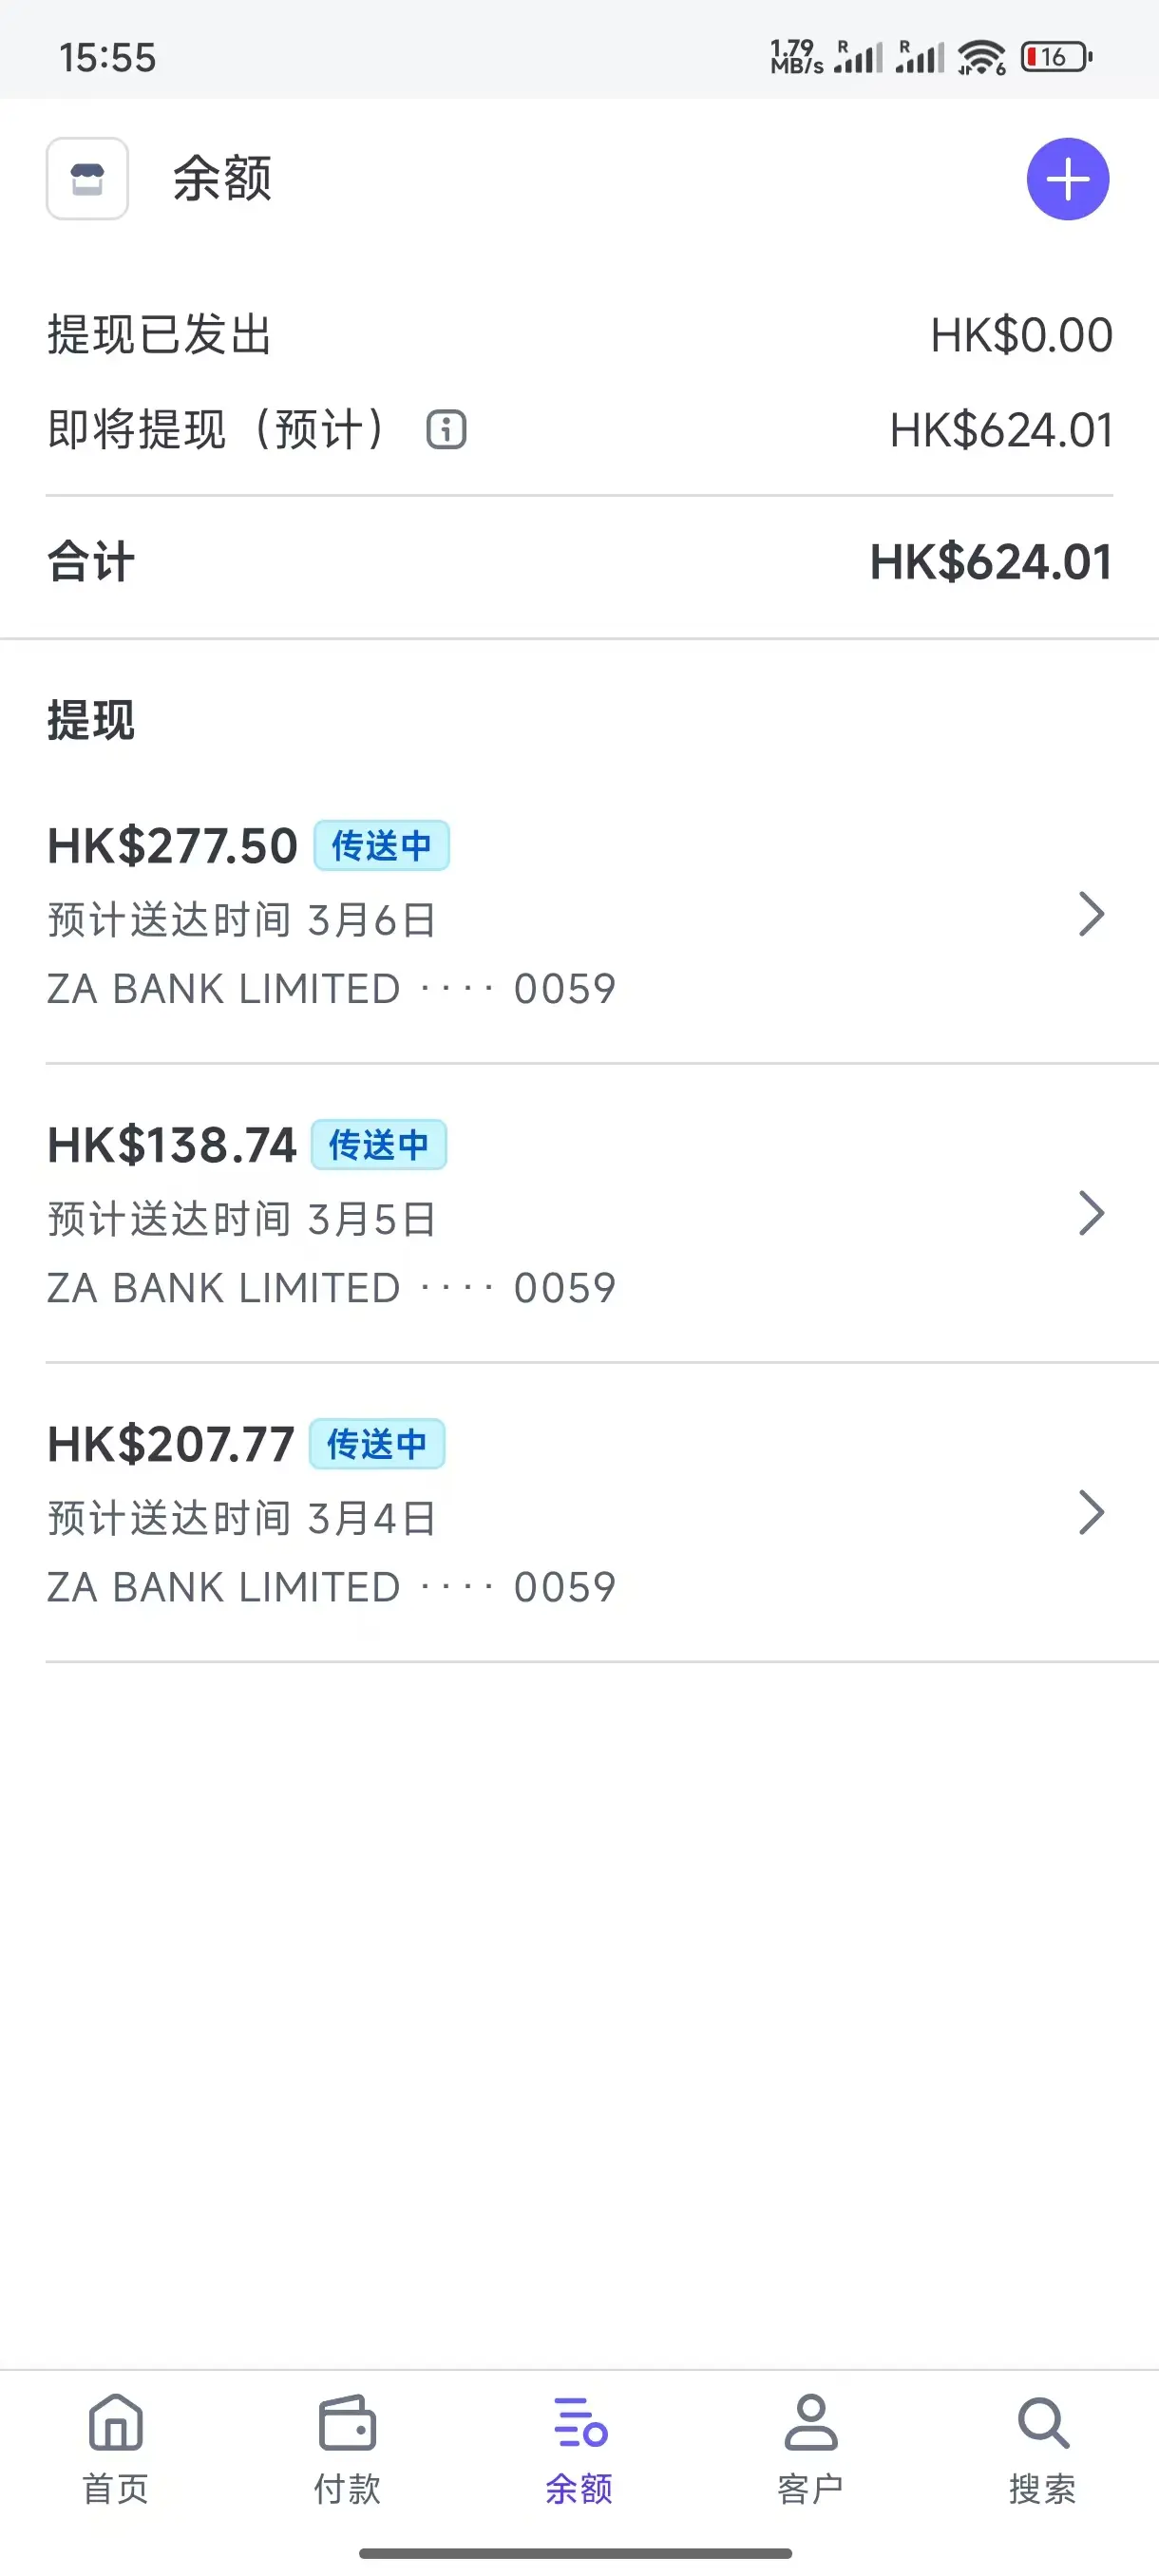 15:55
1.79 MB/s R R 6 16
余额
提现已发出 HK$0.00
即将提现（预计） HK$624.01
合计 HK$624.01
提现
HK$277.50 传送中
预计送达时间 3月6日
ZA BANK LIMITED ···· 0059
HK$138.74 传送中
预计送达时间 3月5日
ZA BANK LIMITED ···· 0059
HK$207.77 传送中
预计送达时间 3月4日
ZA BANK LIMITED ···· 0059
首页 付款 余额 客户 搜索